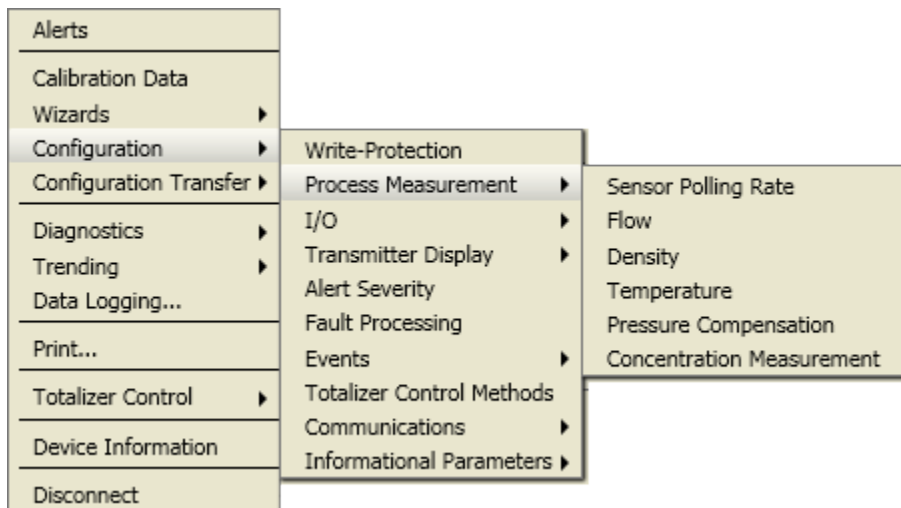 Alerts
Calibration Data
Wizards
Configuration
Configuration Transfer
Diagnostics
Trending
Data Logging...
Print...
Totalizer Control
Device Information
Disconnect
Write-Protection
Process Measurement
I/O
Transmitter Display
Alert Severity
Fault Processing
Events
Totalizer Control Methods
Communications
Informational Parameters
Sensor Polling Rate
Flow
Density
Temperature
Pressure Compensation
Concentration Measurement